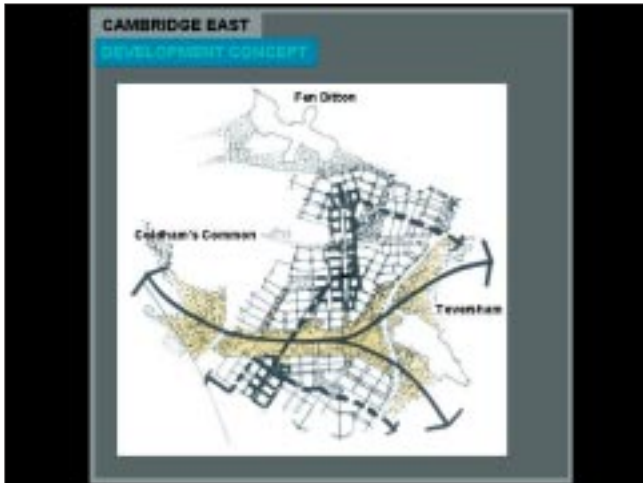 CAMBRIDGE EAST
DEVELOPMENT CONCEPT
Fen Ditton
Coldham's Common
Teversham